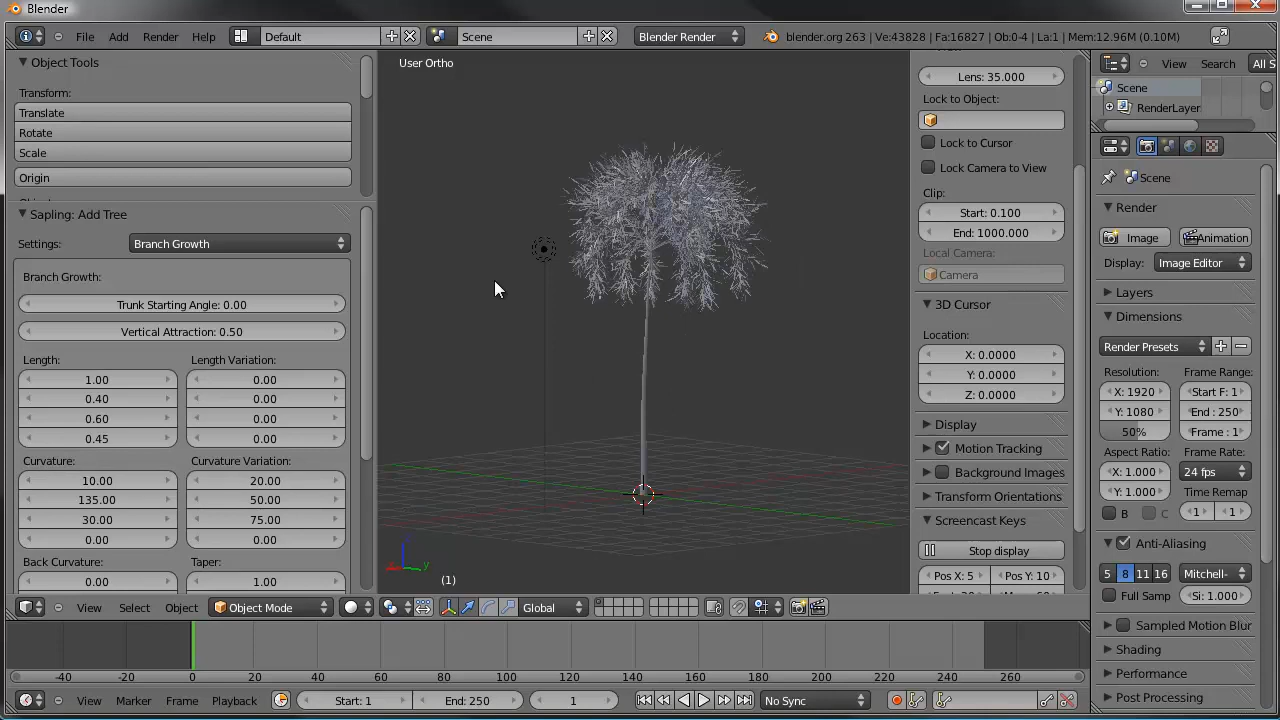 Blender
File Add Render Help Default Scene Blender Render blender.org 263 | Ve:43828 | Fa:16827 | Ob:0-4 | La:1 | Mem:12.96M (0.10M)
Object Tools
Transform:
Translate
Rotate
Scale
Origin
Sapling: Add Tree
Settings: Branch Growth
Branch Growth:
Trunk Starting Angle: 0.00
Vertical Attraction: 0.50
Length: Length Variation:
1.00 0.00
0.40 0.00
0.60 0.00
0.45 0.00
Curvature: Curvature Variation:
10.00 20.00
135.00 50.00
30.00 75.00
0.00 0.00
Back Curvature: Taper:
0.00 1.00
User Ortho
z
x
y
(1)
Lens: 35.000
Lock to Object:
Lock to Cursor
Lock Camera to View
Clip:
Start: 0.100
End: 1000.000
Local Camera:
Camera
3D Cursor
Location:
X: 0.0000
Y: 0.0000
Z: 0.0000
Display
Motion Tracking
Background Images
Transform Orientations
Screencast Keys
Stop display
Pos X: 5 Pos Y: 10
View Search All S
Scene
RenderLayer
Scene
Render
Image Animation
Display: Image Editor
Layers
Dimensions
Render Presets
Resolution: Frame Range:
X: 1920 Start F: 1
Y: 1080 End : 250
50% Frame : 1
Aspect Ratio: Frame Rate:
X: 1.000 24 fps
Y: 1.000 Time Remap
B C 1 1
Anti-Aliasing
5 8 11 16 Mitchell-
Full Samp Si: 1.000
Sampled Motion Blur
Shading
Performance
Post Processing
View Select Object Object Mode Global
-40 -20 0 20 40 60 80 100 120 140 160 180 200 220 240 260
View Marker Frame Playback Start: 1 End: 250 1 No Sync